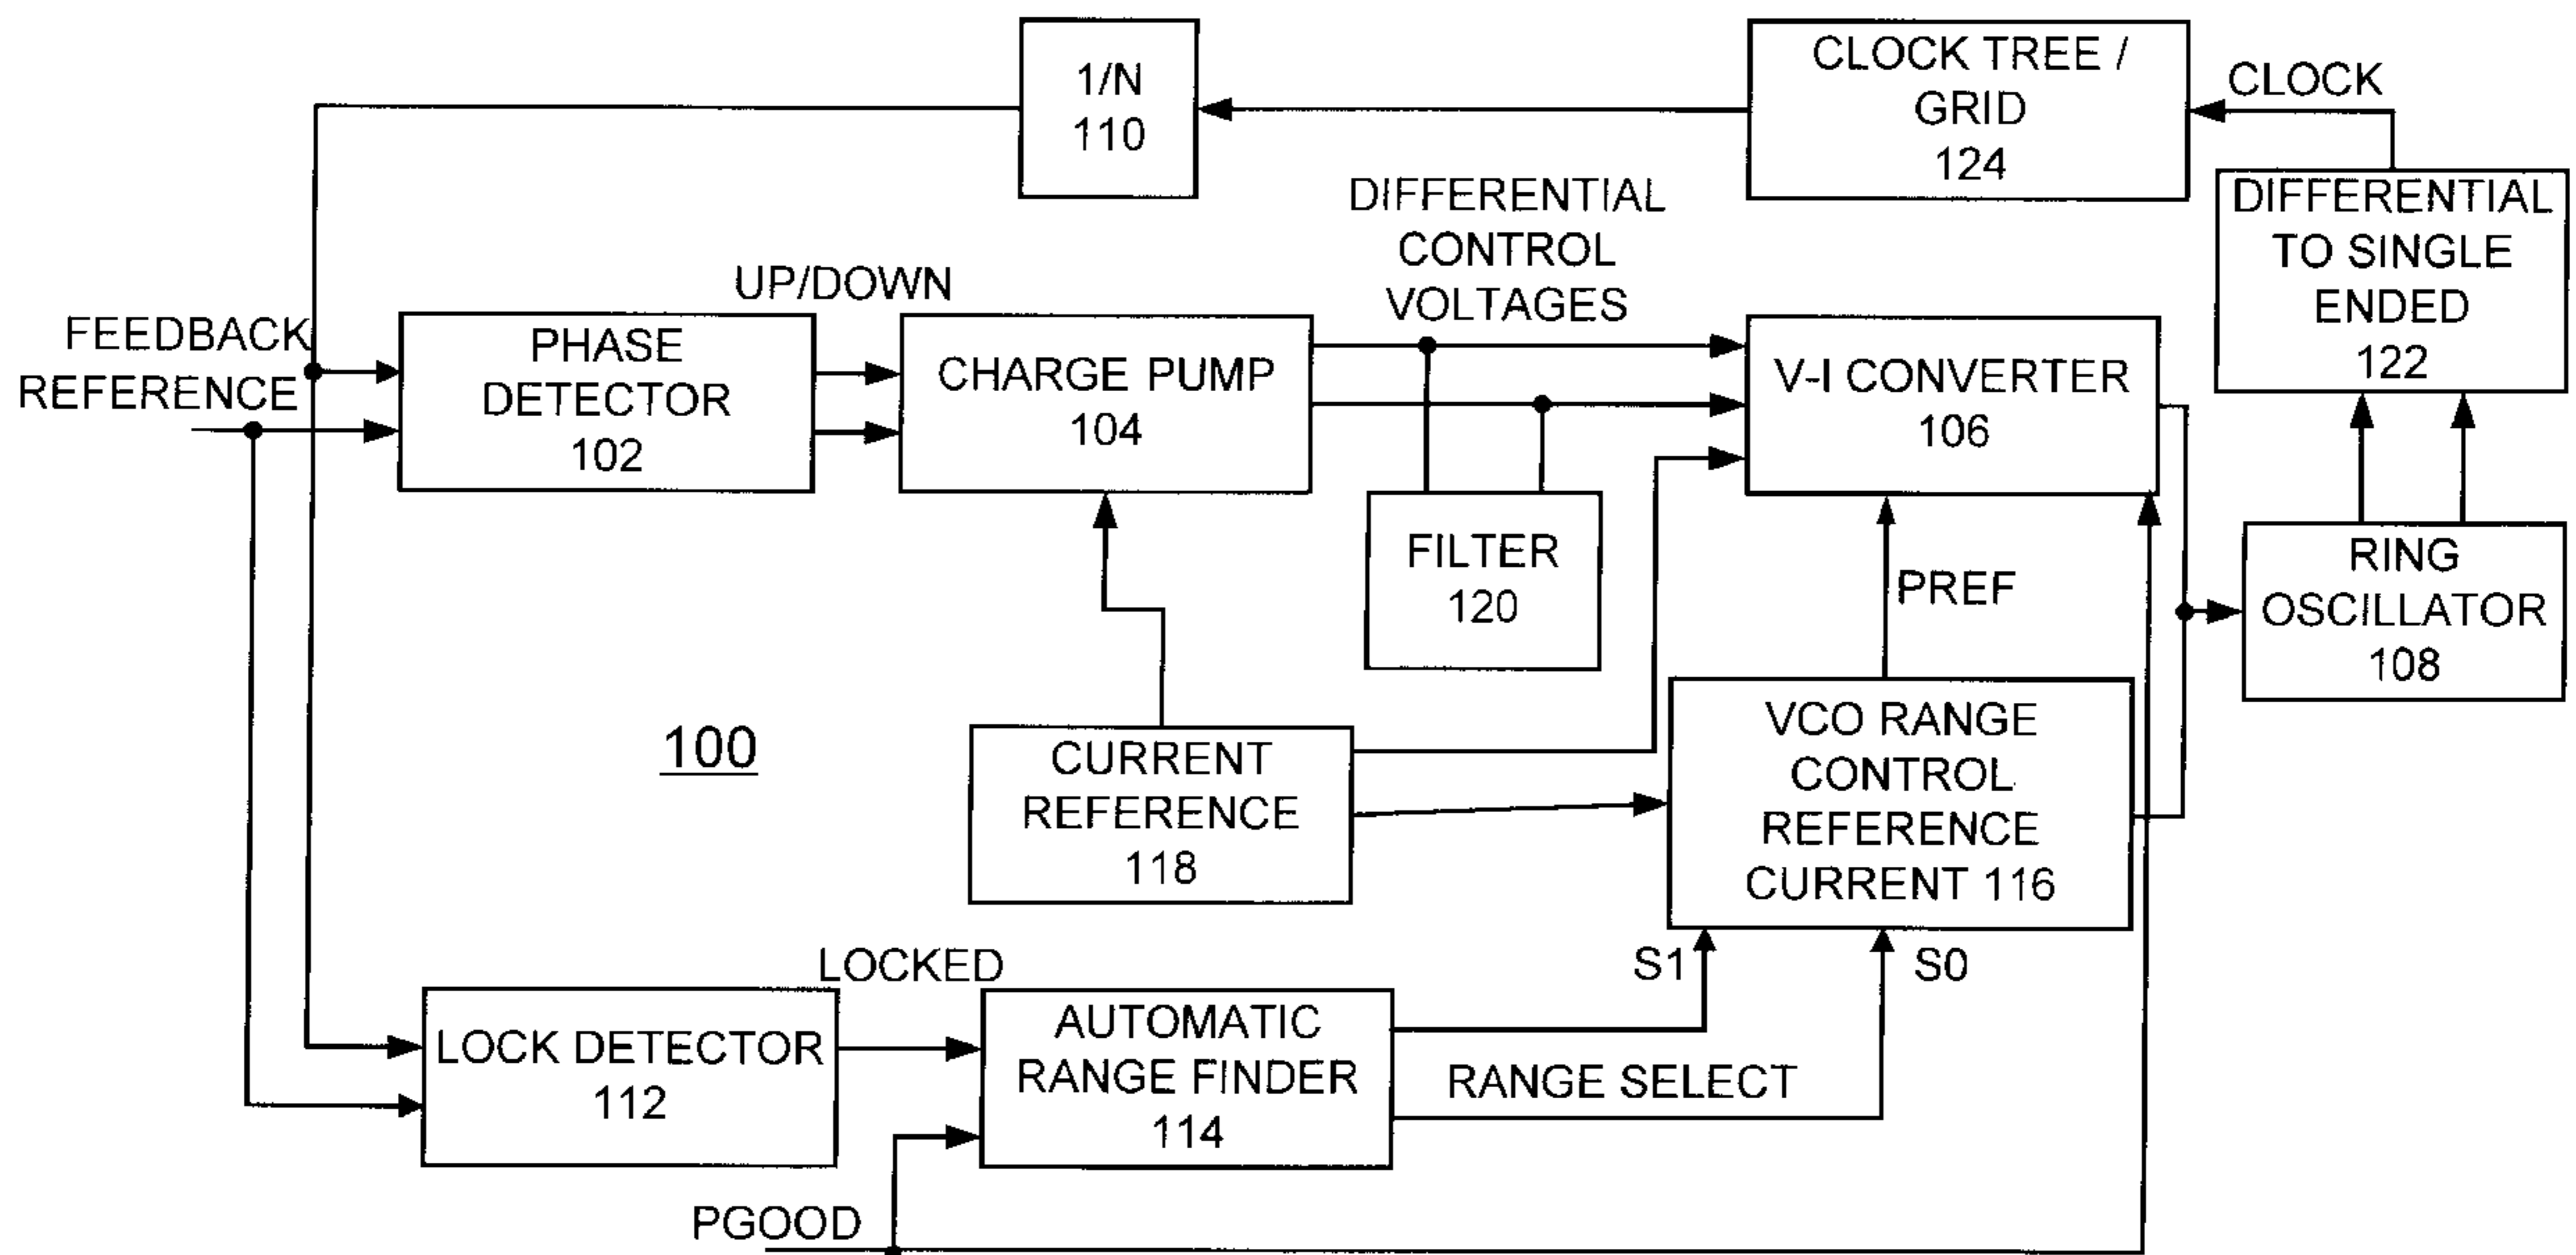 1/N
110
CLOCK TREE /
GRID
124
CLOCK
DIFFERENTIAL
TO SINGLE
ENDED
122
DIFFERENTIAL
CONTROL
VOLTAGES
UP/DOWN
FEEDBACK
REFERENCE
PHASE
DETECTOR
102
CHARGE PUMP
104
V-I CONVERTER
106
FILTER
120
PREF
RING
OSCILLATOR
108
100
CURRENT
REFERENCE
118
VCO RANGE
CONTROL
REFERENCE
CURRENT 116
S1
S0
LOCKED
LOCK DETECTOR
112
AUTOMATIC
RANGE FINDER
114
RANGE SELECT
PGOOD